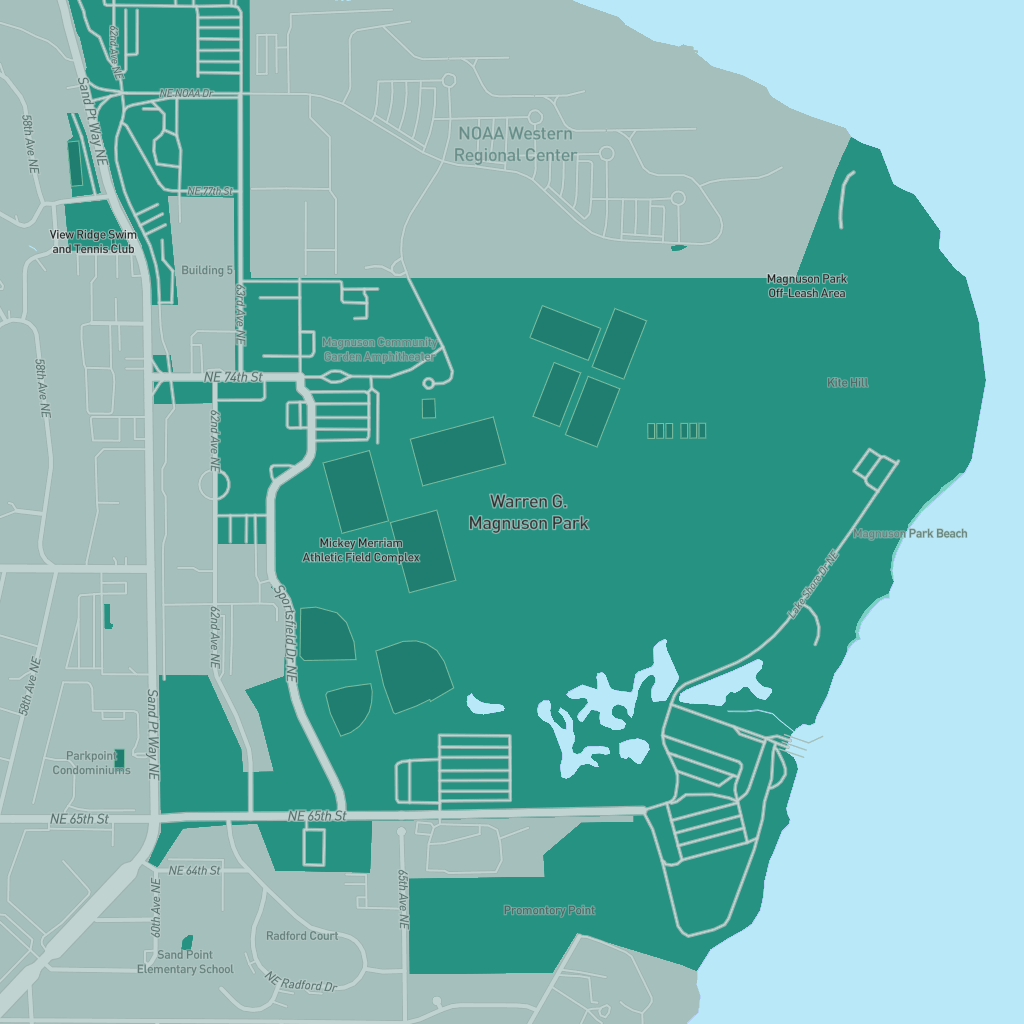 62nd Ave NE
Sand Pt Way NE
NE NOAA Dr
58th Ave NE
NOAA Western
Regional Center
NE 77th St
View Ridge Swim
and Tennis Club
Building 5
Magnuson Park
Off-Leash Area
63rd Ave NE
Magnuson Community
Garden Amphitheater
NE 74th St
Kite Hill
58th Ave NE
62nd Ave NE
Warren G.
Magnuson Park
Mickey Merriam
Athletic Field Complex
Magnuson Park Beach
Lake Shore Dr NE
Sportsfield Dr NE
62nd Ave NE
58th Ave NE
Sand Pt Way NE
Parkpoint
Condominiums
NE 65th St
NE 65th St
NE 64th St
60th Ave NE
65th Ave NE
Promontory Point
Radford Court
Sand Point
Elementary School
NE Radford Dr